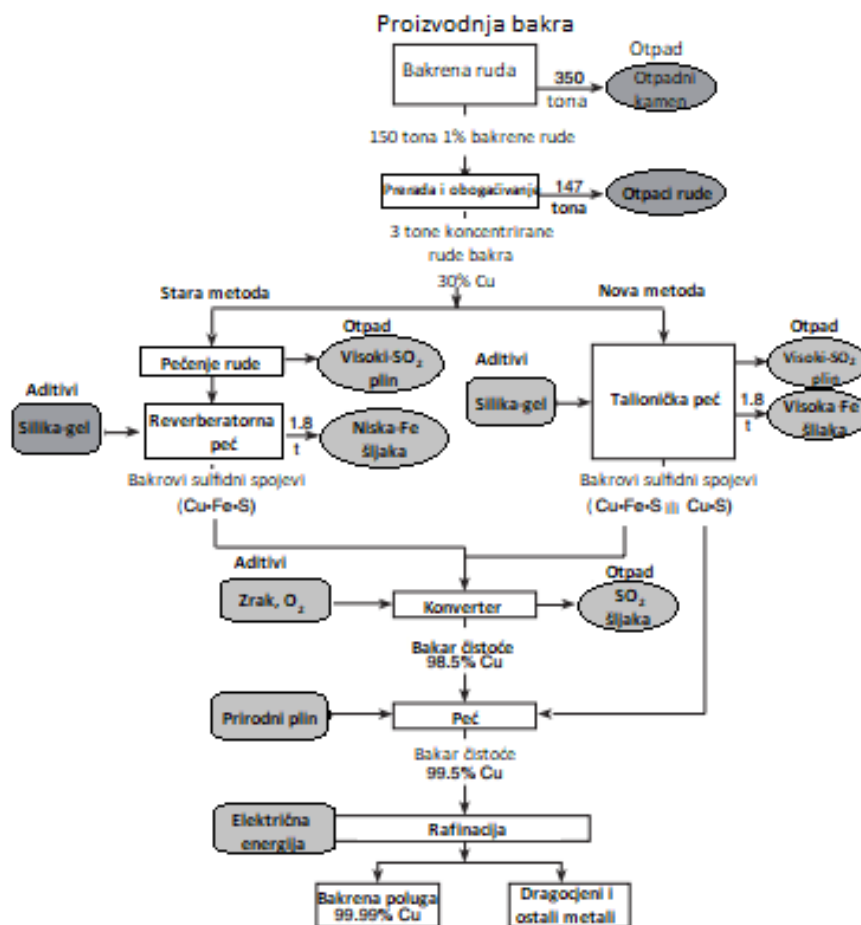 Proizvodnja bakra
Otpad
Bakrena ruda
350
tona
Otpadni
kamen
150 tona 1% bakrene rude
Prerada i obogaćivanje
147
tona
Otpaci rude
3 tone koncentrirane
rude bakra
30% Cu
Stara metoda
Nova metoda
Otpad
Pečenje rude
Visoki-SO₂
plin
Aditivi
Silika-gel
Reverberatorna
peć
1.8
t
Niska-Fe
šljaka
Bakrovi sulfidni spojevi
(Cu•Fe•S)
Otpad
Aditivi
Silika-gel
Talionička peć
Visoki-SO₂
plin
1.8
t
Visoka-Fe
šljaka
Bakrovi sulfidni spojevi
( Cu•Fe•S ili Cu•S)
Aditivi
Zrak, O₂
Konverter
Otpad
SO₂
šljaka
Bakar čistoće
98.5% Cu
Prirodni plin
Peć
Bakar čistoće
99.5% Cu
Električna
energija
Rafinacija
Bakrena poluga
99.99% Cu
Dragocjeni i
ostali metali